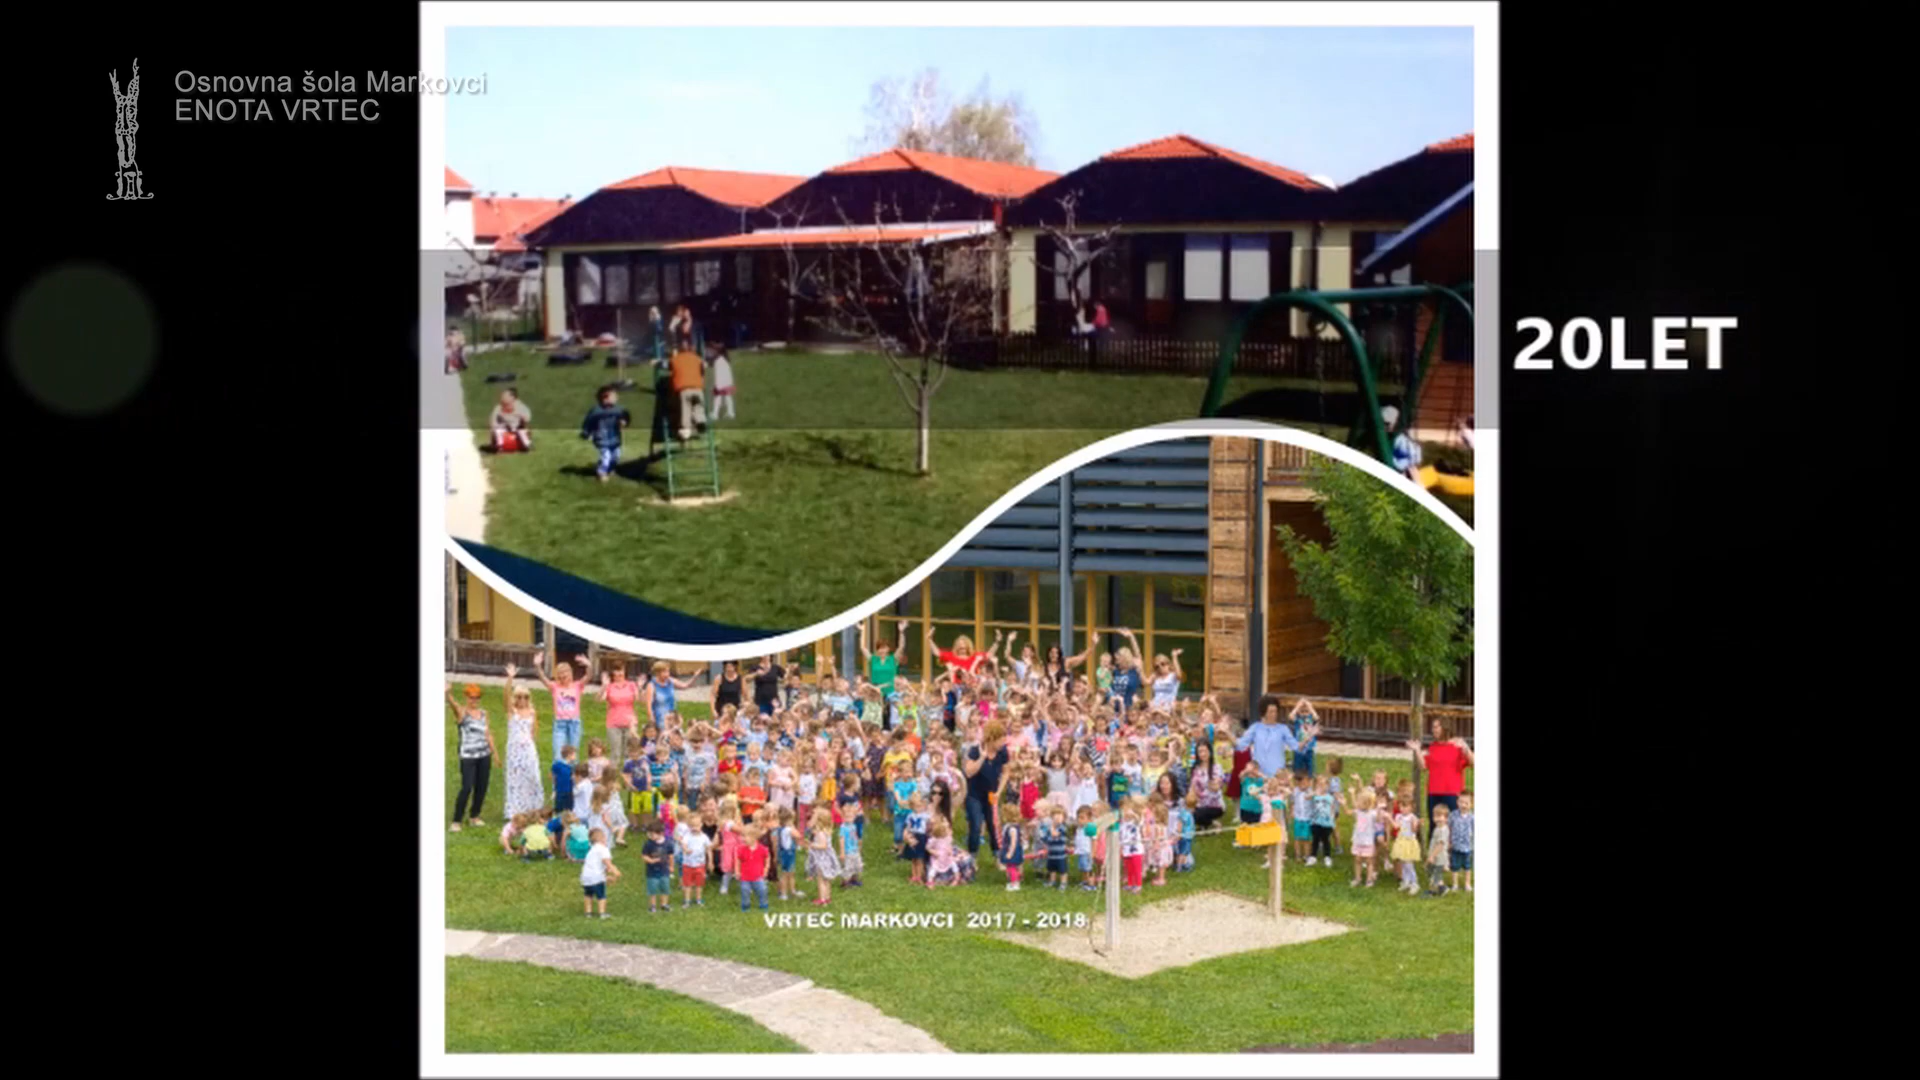 Osnovna šola Markovci
ENOTA VRTEC
20LET
VRTEC MARKOVCI 2017 - 2018